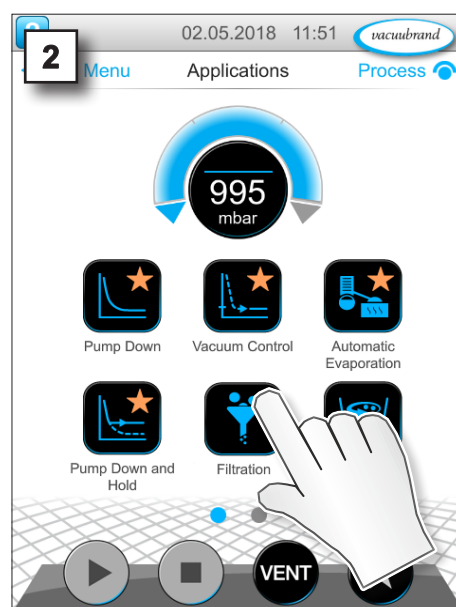 02.05.2018 11:51 vacuubrand
2 Menu Applications Process
995
mbar
Pump Down Vacuum Control Automatic
Evaporation
Pump Down and
Hold
Filtration
VENT